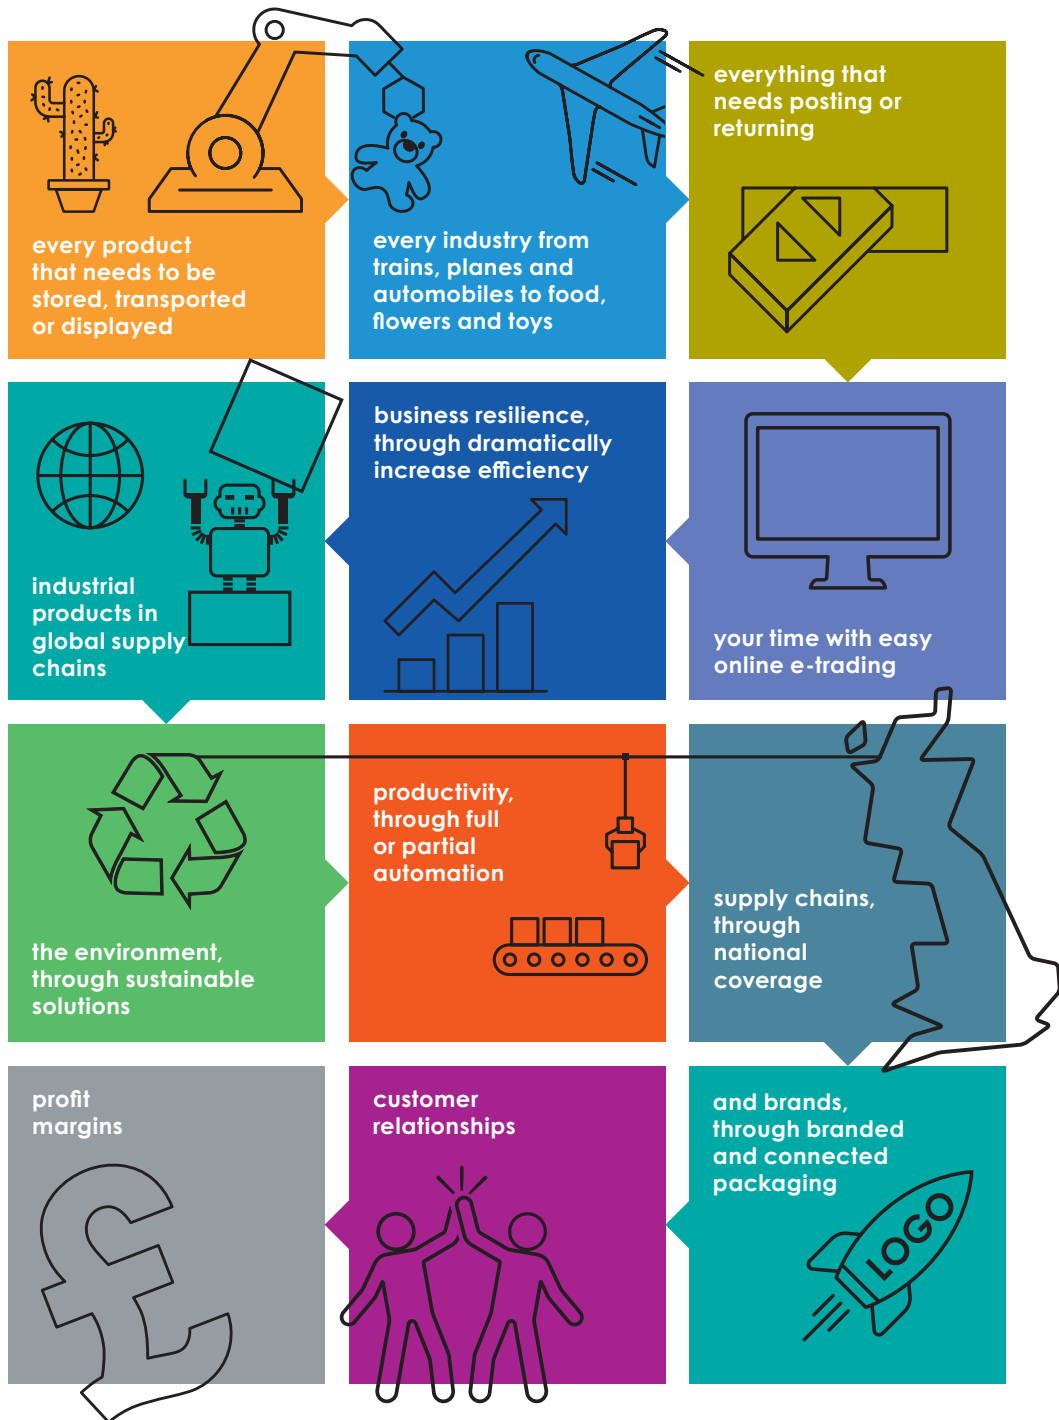 every product
that needs to be
stored, transported
or displayed
every industry from
trains, planes and
automobiles to food,
flowers and toys
everything that
needs posting or
returning
your time with easy
online e-trading
business resilience,
through dramatically
increase efficiency
industrial
products in
global supply
chains
the environment,
through sustainable
solutions
productivity,
through full
or partial
automation
supply chains,
through
national
coverage
and brands,
through branded
and connected
packaging
LOGO
customer
relationships
profit
margins